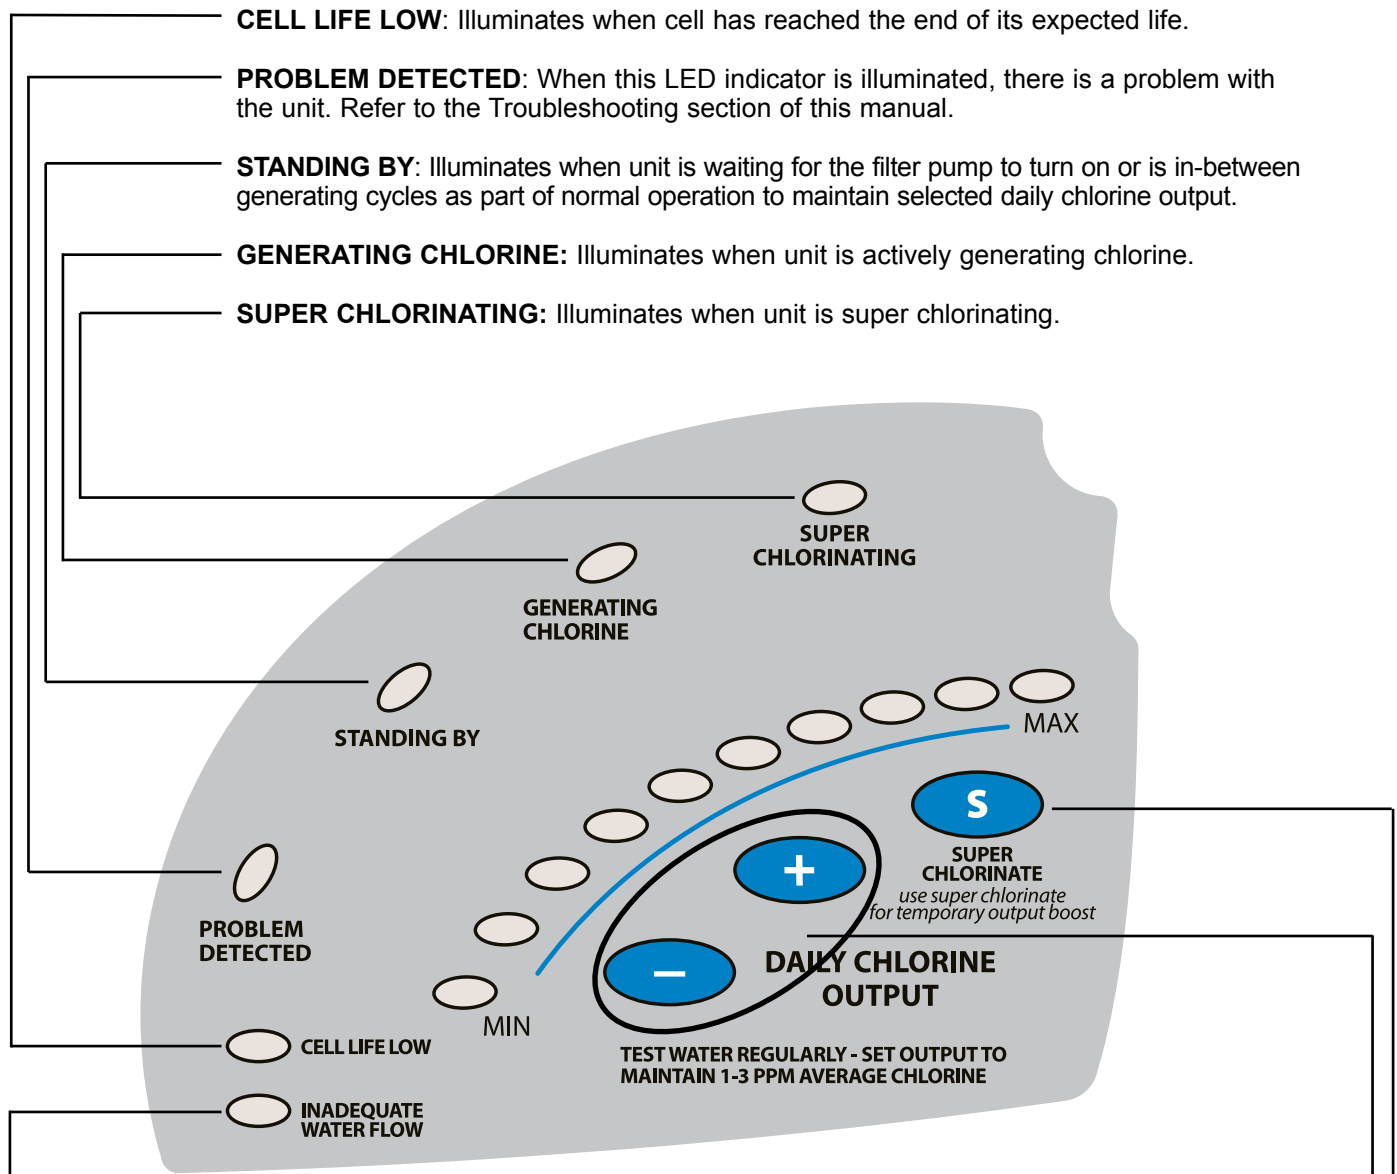 CELL LIFE LOW: Illuminates when cell has reached the end of its expected life.
PROBLEM DETECTED: When this LED indicator is illuminated, there is a problem with
the unit. Refer to the Troubleshooting section of this manual.
STANDING BY: Illuminates when unit is waiting for the filter pump to turn on or is in-between
generating cycles as part of normal operation to maintain selected daily chlorine output.
GENERATING CHLORINE: Illuminates when unit is actively generating chlorine.
SUPER CHLORINATING: Illuminates when unit is super chlorinating.
SUPER
CHLORINATING
GENERATING
CHLORINE
STANDING BY
MAX
S
SUPER
CHLORINATE
use super chlorinate
for temporary output boost
+
PROBLEM
DETECTED
−
DAILY CHLORINE
OUTPUT
MIN
CELL LIFE LOW
TEST WATER REGULARLY - SET OUTPUT TO
MAINTAIN 1-3 PPM AVERAGE CHLORINE
INADEQUATE
WATER FLOW